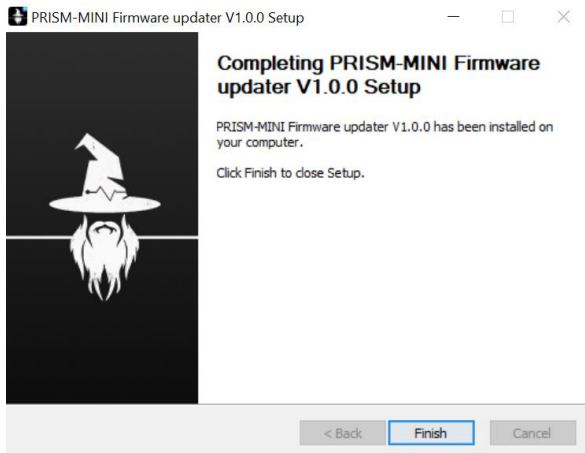 PRISM-MINI Firmware updater V1.0.0 Setup
Completing PRISM-MINI Firmware
updater V1.0.0 Setup
PRISM-MINI Firmware updater V1.0.0 has been installed on
your computer.
Click Finish to close Setup.
< Back Finish Cancel